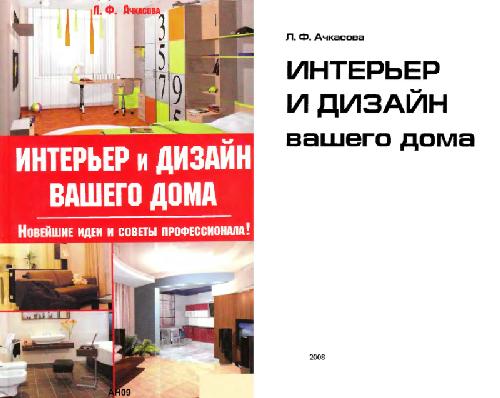 Л. Ф. Ачкасова
3
5
7
95
ИНТЕРЬЕР И ДИЗАЙН
ВАШЕГО ДОМА
НОВЕЙШИЕ ИДЕИ И СОВЕТЫ ПРОФЕССИОНАЛА!
АН09
Л. Ф. Ачкасова
ИНТЕРЬЕР
И ДИЗАЙН
вашего дома
2008